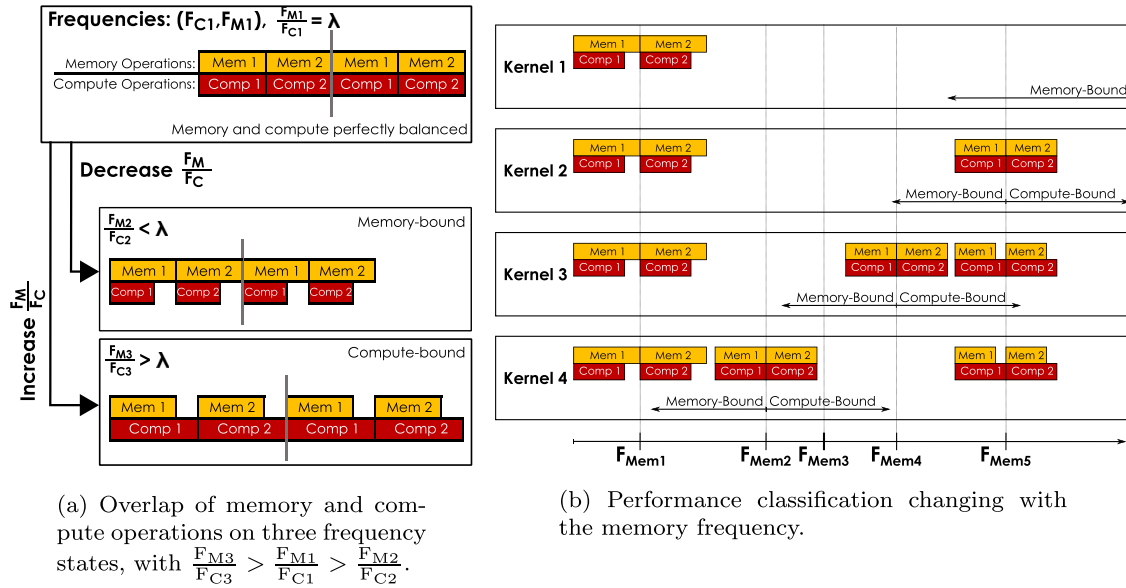 Frequencies: (FC1,FM1), FM1/FC1 = λ
Memory Operations: Mem 1 Mem 2 Mem 1 Mem 2
Compute Operations: Comp 1 Comp 2 Comp 1 Comp 2
Memory and compute perfectly balanced
Decrease FM/FC
Increase FM/FC
FM2/FC2 < λ Memory-bound
Mem 1 Mem 2 Mem 1 Mem 2
Comp 1 Comp 2 Comp 1 Comp 2
FM3/FC3 > λ Compute-bound
Mem 1 Mem 2 Mem 1 Mem 2
Comp 1 Comp 2 Comp 1 Comp 2
(a) Overlap of memory and com-
pute operations on three frequency
states, with FM3/FC3 > FM1/FC1 > FM2/FC2.
Kernel 1
Mem 1 Mem 2
Comp 1 Comp 2
Memory-Bound
Kernel 2
Mem 1 Mem 2 Mem 1 Mem 2
Comp 1 Comp 2 Comp 1 Comp 2
Memory-Bound Compute-Bound
Kernel 3
Mem 1 Mem 2 Mem 1 Mem 2 Mem 1 Mem 2
Comp 1 Comp 2 Comp 1 Comp 2 Comp 1 Comp 2
Memory-Bound Compute-Bound
Kernel 4
Mem 1 Mem 2 Mem 1 Mem 2 Mem 1 Mem 2
Comp 1 Comp 2 Comp 1 Comp 2 Comp 1 Comp 2
Memory-Bound Compute-Bound
FMem1 FMem2 FMem3 FMem4 FMem5
(b) Performance classification changing with
the memory frequency.